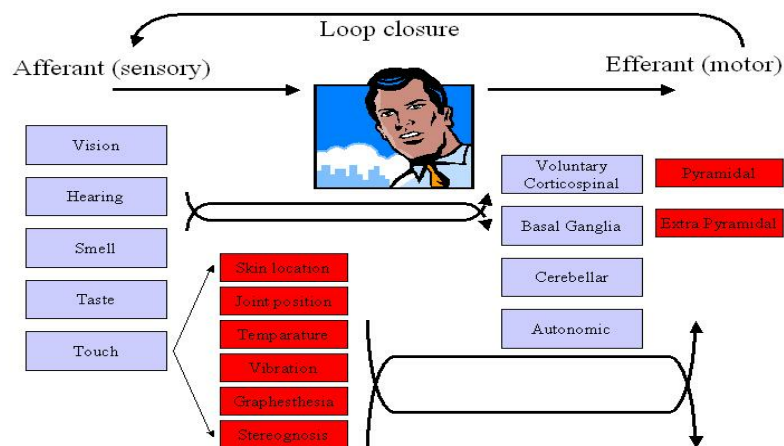 Loop closure
Afferant (sensory)
Efferant (motor)
Vision
Hearing
Smell
Taste
Touch
Skin location
Joint position
Temparature
Vibration
Graphesthesia
Stereognosis
Voluntary
Corticospinal
Basal Ganglia
Cerebellar
Autonomic
Pyramidal
Extra Pyramidal